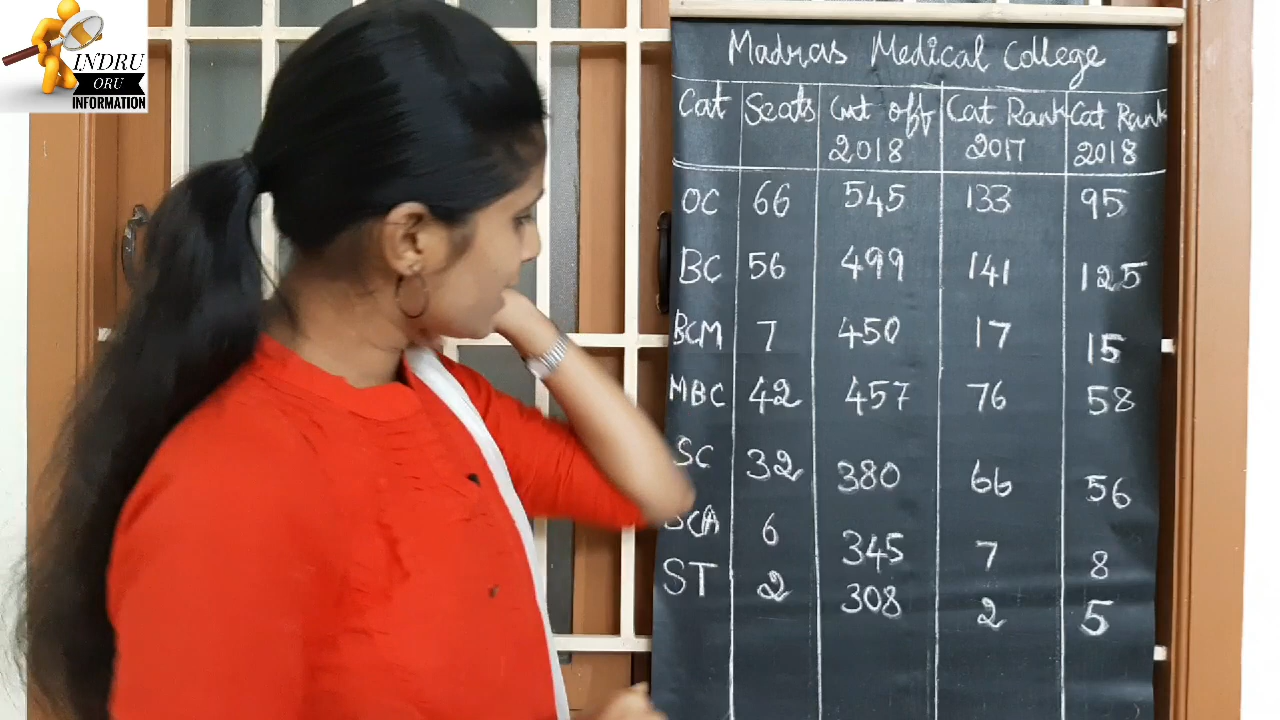 INDRU
ORU
INFORMATION
Madras Medical College
Cat Seats Cut off 2018 Cat Rank 2017 Cat Rank 2018
OC 66 545 133 95
BC 56 499 141 125
BCM 7 450 17 15
MBC 42 457 76 58
SC 32 380 66 56
SCA 6 345 7 8
ST 2 308 2 5